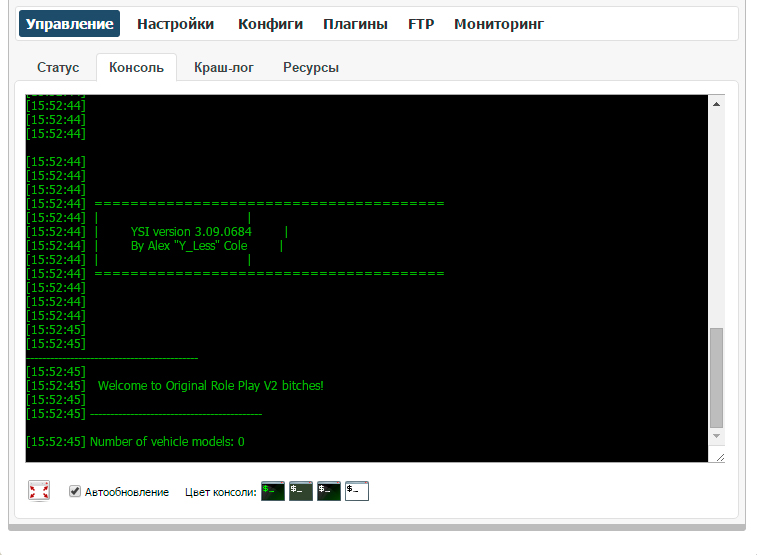 Управление Настройки Конфиги Плагины FTP Мониторинг
Статус Консоль Краш-лог Ресурсы
[15:52:44]
[15:52:44]
[15:52:44]
[15:52:44]
[15:52:44]
[15:52:44]
[15:52:44]
[15:52:44] =======================================
[15:52:44] | |
[15:52:44] | YSI version 3.09.0684 |
[15:52:44] | By Alex "Y_Less" Cole |
[15:52:44] | |
[15:52:44] =======================================
[15:52:44]
[15:52:44]
[15:52:44]
[15:52:45]
[15:52:45]
-------------------------------------------
[15:52:45]
[15:52:45] Welcome to Original Role Play V2 bitches!
[15:52:45]
[15:52:45] -------------------------------------------
[15:52:45] Number of vehicle models: 0
Автообновление Цвет консоли: $_ $_ $_ $_